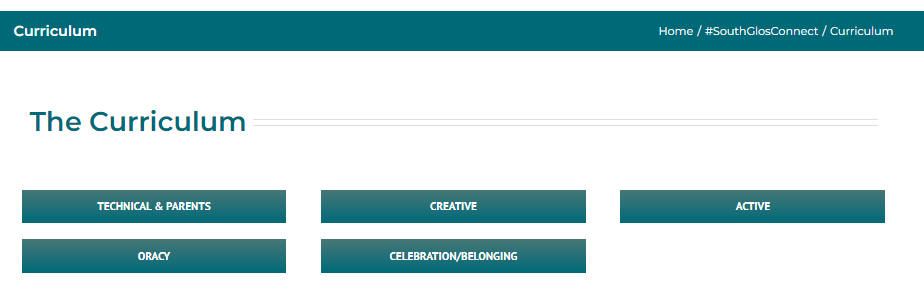 Curriculum
Home / #SouthGlosConnect / Curriculum
The Curriculum
TECHNICAL & PARENTS
CREATIVE
ACTIVE
ORACY
CELEBRATION/BELONGING